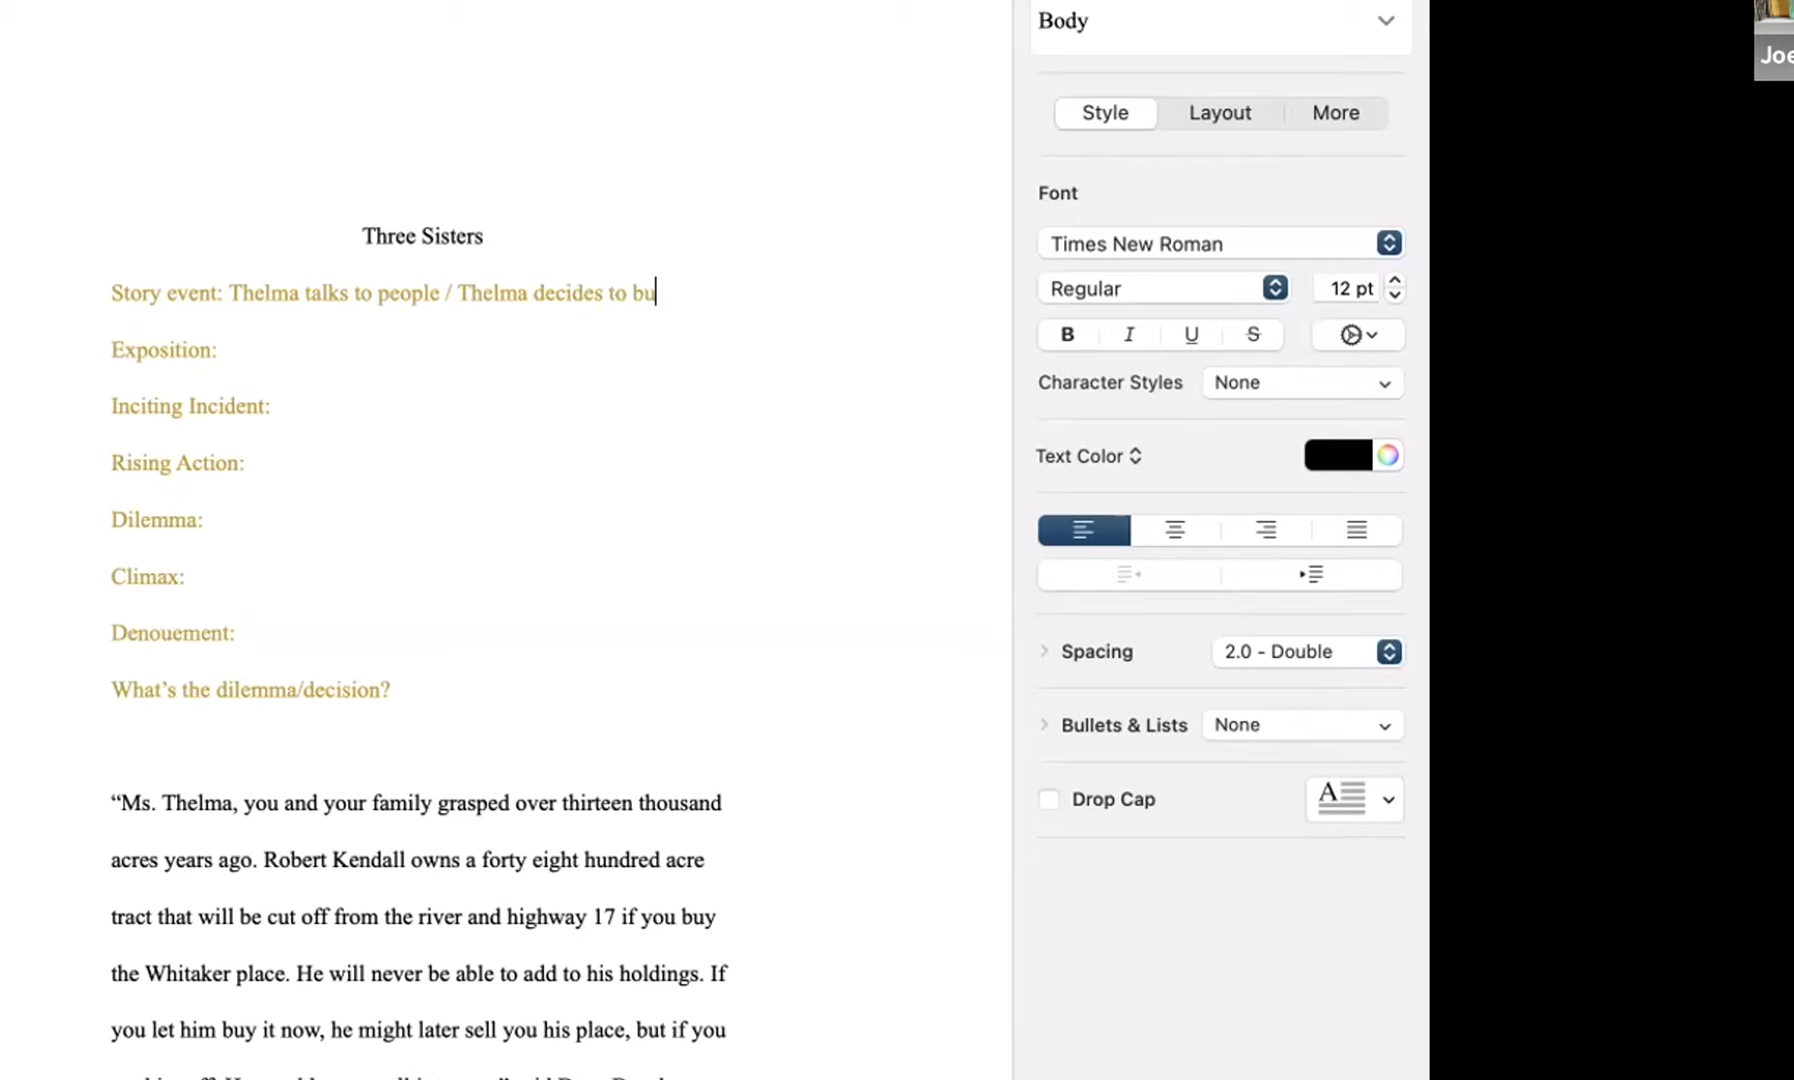 Body
Joe
Style Layout More
Font
Three Sisters
Times New Roman
Story event: Thelma talks to people / Thelma decides to bu
Regular 12 pt
B I U S
Exposition:
Character Styles None
Inciting Incident:
Text Color
Rising Action:
Dilemma:
Climax:
Denouement:
Spacing 2.0 - Double
What’s the dilemma/decision?
Bullets & Lists None
Drop Cap A
“Ms. Thelma, you and your family grasped over thirteen thousand
acres years ago. Robert Kendall owns a forty eight hundred acre
tract that will be cut off from the river and highway 17 if you buy
the Whitaker place. He will never be able to add to his holdings. If
you let him buy it now, he might later sell you his place, but if you